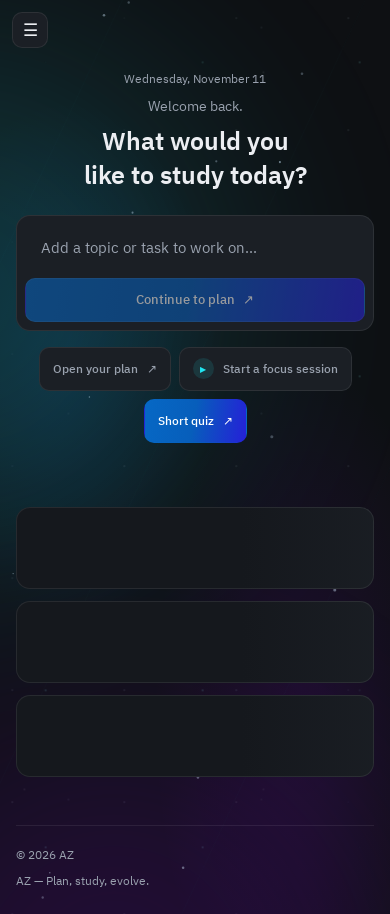 Wednesday, November 11
Welcome back.
What would you
like to study today?
Add a topic or task to work on...
Continue to plan ↗
Open your plan ↗
Start a focus session
Short quiz ↗
© 2026 AZ
AZ — Plan, study, evolve.